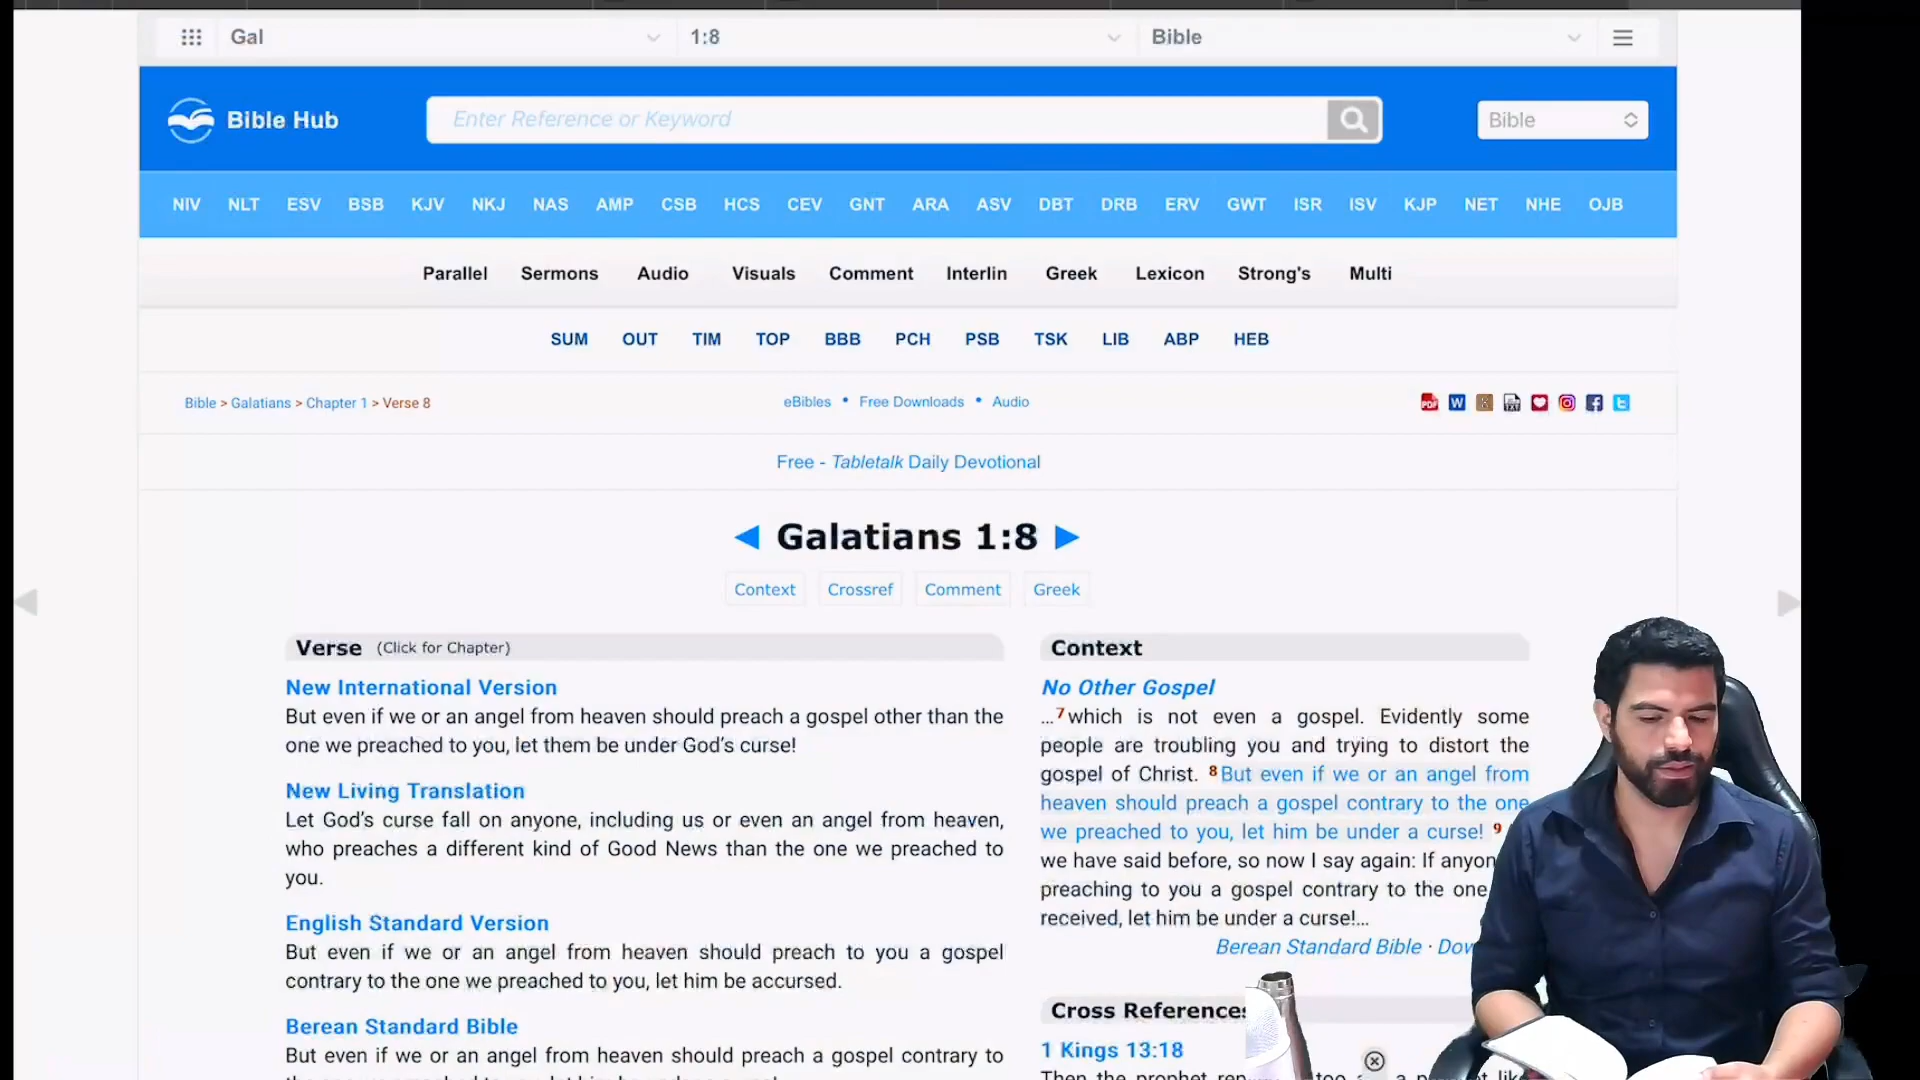 Gal
1:8
Bible
Bible Hub
Enter Reference or Keyword
Bible
NIV NLT ESV BSB KJV NKJ NAS AMP CSB HCS CEV GNT ARA ASV DBT DRB ERV GWT ISR ISV KJP NET NHE OJB
Parallel Sermons Audio Visuals Comment Interlin Greek Lexicon Strong's Multi
SUM OUT TIM TOP BBB PCH PSB TSK LIB ABP HEB
Bible > Galatians > Chapter 1 > Verse 8
eBibles • Free Downloads • Audio
PDF W TXT
Free - Tabletalk Daily Devotional
◄ Galatians 1:8 ►
Context Crossref Comment Greek
Verse (Click for Chapter)
New International Version
But even if we or an angel from heaven should preach a gospel other than the
one we preached to you, let them be under God's curse!
New Living Translation
Let God's curse fall on anyone, including us or even an angel from heaven,
who preaches a different kind of Good News than the one we preached to
you.
English Standard Version
But even if we or an angel from heaven should preach to you a gospel
contrary to the one we preached to you, let him be accursed.
Berean Standard Bible
But even if we or an angel from heaven should preach a gospel contrary to
Context
No Other Gospel
…7which is not even a gospel. Evidently some
people are troubling you and trying to distort the
gospel of Christ. 8But even if we or an angel from
heaven should preach a gospel contrary to the one
we preached to you, let him be under a curse! 9
we have said before, so now I say again: If anyon
preaching to you a gospel contrary to the one
received, let him be under a curse!…
Berean Standard Bible · Dow
Cross References
1 Kings 13:18
Then the prophet